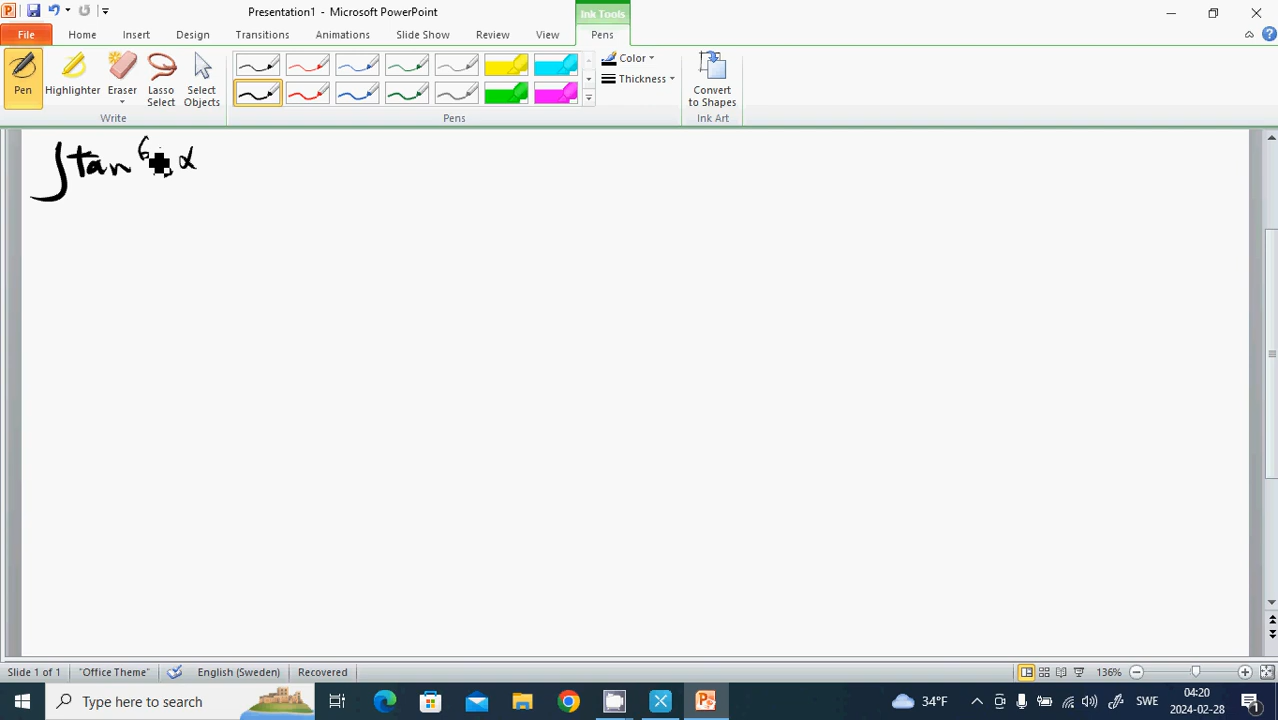 Presentation1 - Microsoft PowerPoint
Ink Tools
File Home Insert Design Transitions Animations Slide Show Review View Pens
Pen Highlighter Eraser Lasso Select Select Objects
Color
Thickness
Convert to Shapes
Write Pens Ink Art
∫tan⁶ α
Slide 1 of 1 "Office Theme" English (Sweden) Recovered 136%
Type here to search 34°F SWE 04:20
2024-02-28